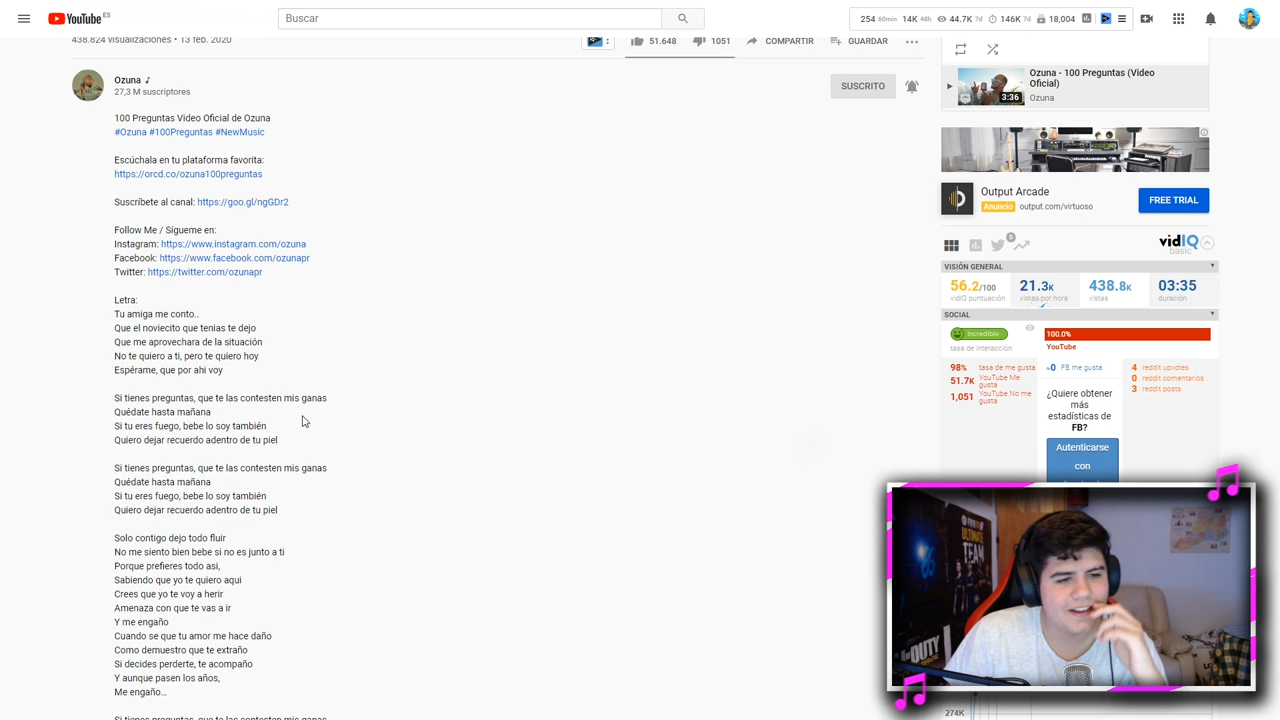 YouTube ES
Buscar
254 60min 14K 48h 44.7K 7d 146K 7d 18,004
438.824 visualizaciones • 13 feb. 2020
51.648
1051
COMPARTIR
GUARDAR
Ozuna
27,3 M suscriptores
SUSCRITO
100 Preguntas Video Oficial de Ozuna
#Ozuna #100Preguntas #NewMusic
Escúchala en tu plataforma favorita:
https://orcd.co/ozuna100preguntas
Suscríbete al canal: https://goo.gl/ngGDr2
Follow Me / Sígueme en:
Instagram: https://www.instagram.com/ozuna
Facebook: https://www.facebook.com/ozunapr
Twitter: https://twitter.com/ozunapr
Letra:
Tu amiga me conto..
Que el noviecito que tenias te dejo
Que me aprovechara de la situación
No te quiero a ti, pero te quiero hoy
Espérame, que por ahi voy
Si tienes preguntas, que te las contesten mis ganas
Quédate hasta mañana
Si tu eres fuego, bebe lo soy también
Quiero dejar recuerdo adentro de tu piel
Si tienes preguntas, que te las contesten mis ganas
Quédate hasta mañana
Si tu eres fuego, bebe lo soy también
Quiero dejar recuerdo adentro de tu piel
Solo contigo dejo todo fluir
No me siento bien bebe si no es junto a ti
Porque prefieres todo asi,
Sabiendo que yo te quiero aqui
Crees que yo te voy a herir
Amenaza con que te vas a ir
Y me engaño
Cuando se que tu amor me hace daño
Como demuestro que te extraño
Si decides perderte, te acompaño
Y aunque pasen los años,
Me engaño…
Si tienes preguntas, que te las contesten mis ganas
Ozuna - 100 Preguntas (Video
Oficial)
Ozuna
3:36
Output Arcade
Anuncio output.com/virtuoso
FREE TRIAL
0
vidIQ
basic
VISIÓN GENERAL
56.2/100
vidIQ puntuación
21.3K
vistas por hora
438.8K
vistas
03:35
duración
SOCIAL
Incredible
tasa de interacción
100.0%
YouTube
98% tasa de me gusta
51.7K YouTube Me gusta
1,051 YouTube No me gusta
0 FB me gusta
¿Quiere obtener
más
estadísticas de
FB?
Autenticarse
con
4 reddit upvotes
0 reddit comentarios
3 reddit posts
ULTIMATE
TEAM
274K